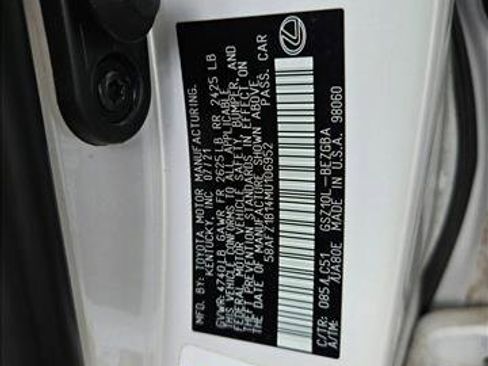 MFD. BY: TOYOTA MOTOR MANUFACTURING,
KENTUCKY, INC 07/21
GVWR: 4740LB GAWR FR 2625LB RR 2425 LB
THIS VEHICLE CONFORMS TO ALL APPLICABLE
FEDERAL MOTOR VEHICLE SAFETY, BUMPER, AND
THEFT PREVENTION STANDARDS IN EFFECT ON
THE DATE OF MANUFACTURE SHOWN ABOVE.
58AFZ1B14MU106952 PASS. CAR
C/TR: 085/LC51 GSZ10L-BEZGBA
A/TM: /UA80E MADE IN U.S.A. 98060